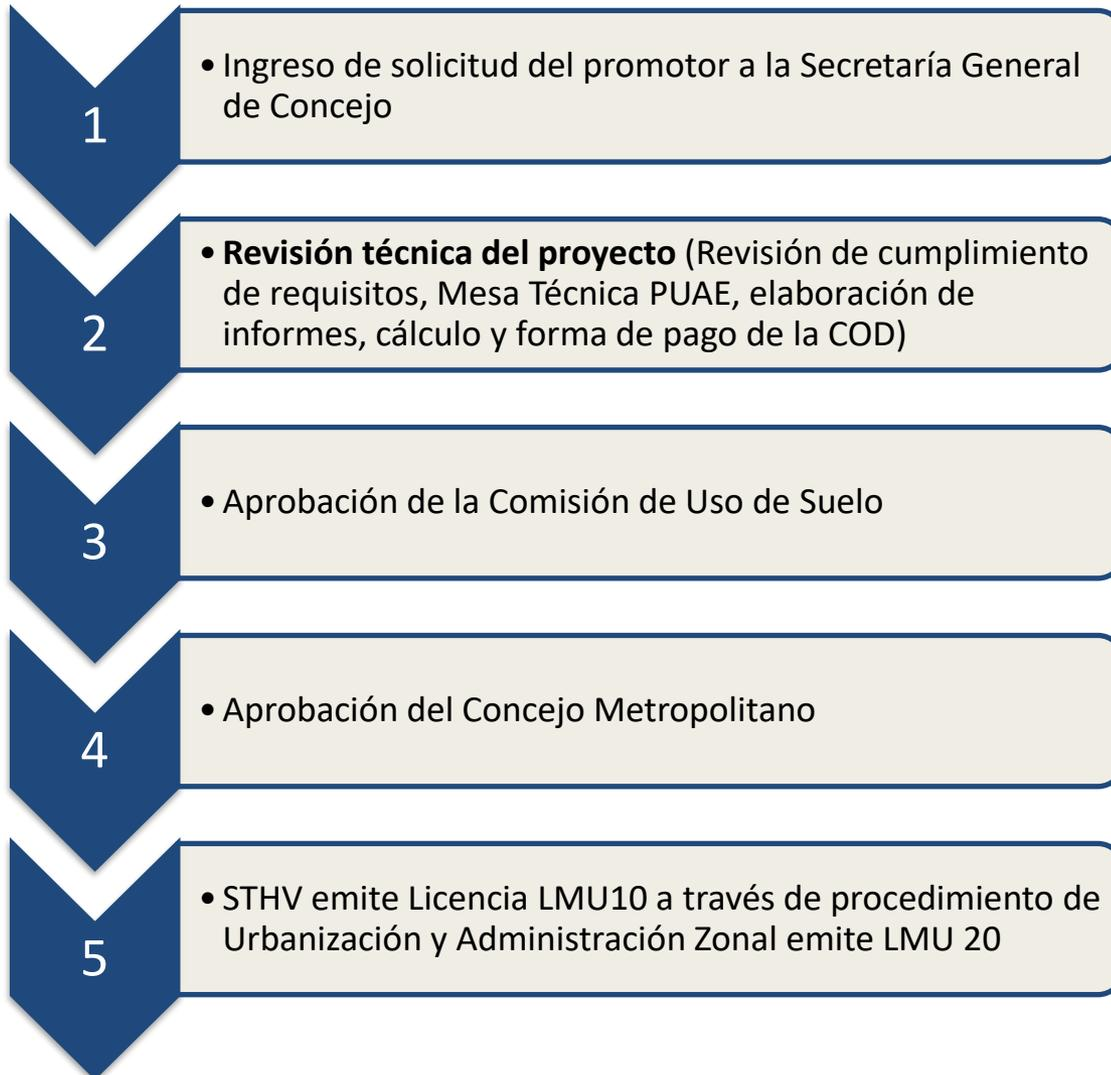 1
• Ingreso de solicitud del promotor a la Secretaría General
de Concejo
2
• Revisión técnica del proyecto (Revisión de cumplimiento
de requisitos, Mesa Técnica PUAE, elaboración de
informes, cálculo y forma de pago de la COD)
3
• Aprobación de la Comisión de Uso de Suelo
4
• Aprobación del Concejo Metropolitano
5
• STHV emite Licencia LMU10 a través de procedimiento de
Urbanización y Administración Zonal emite LMU 20